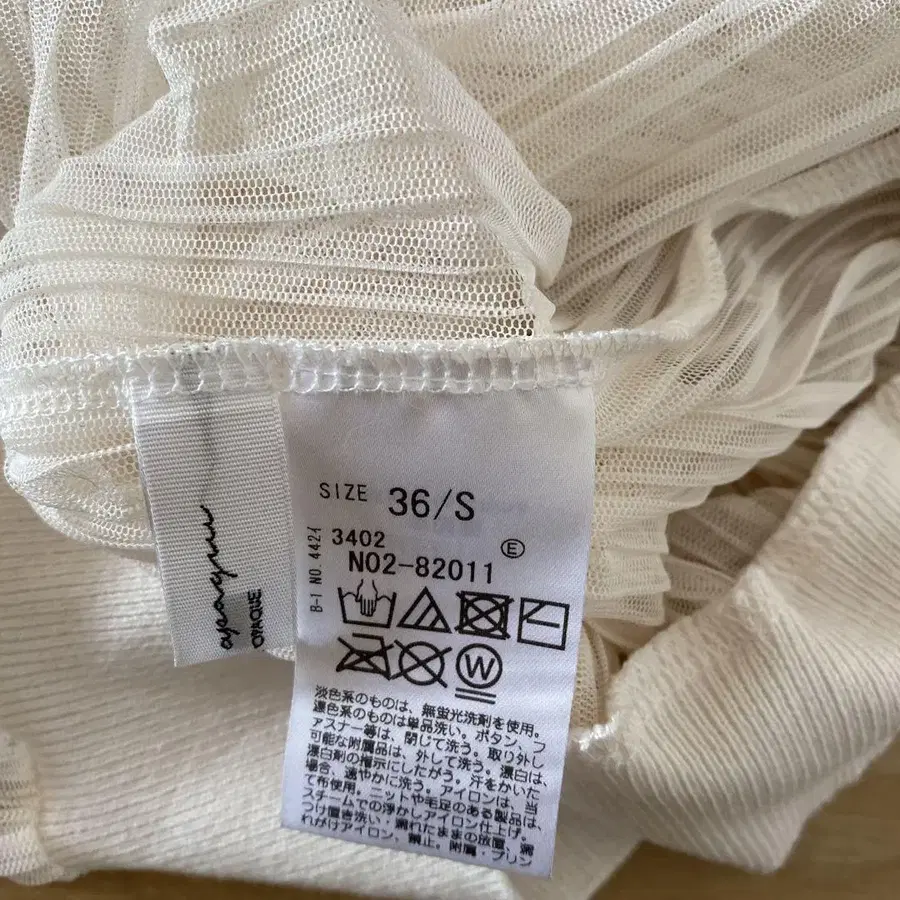 OPAQUE
SIZE 36/S
B-1 NO. 4424
3402
N02-82011
E
W
淡色系のものは、無蛍光洗剤を使用。
濃色系のものは単品洗い。ボタン、フ
ァスナー等は、閉じて洗う。取り外し
可能な附属品は、外して洗う。漂白は、
漂白剤の指示にしたがう。汗をかいた
場合、速やかに洗う。アイロンは、当
て布使用。ニットや毛足のある製品は、
スチームでの浮かしアイロン仕上げ。
つけ置き洗い・濡れたままの放置、濡
れがけアイロン、禁止。附属・プリン